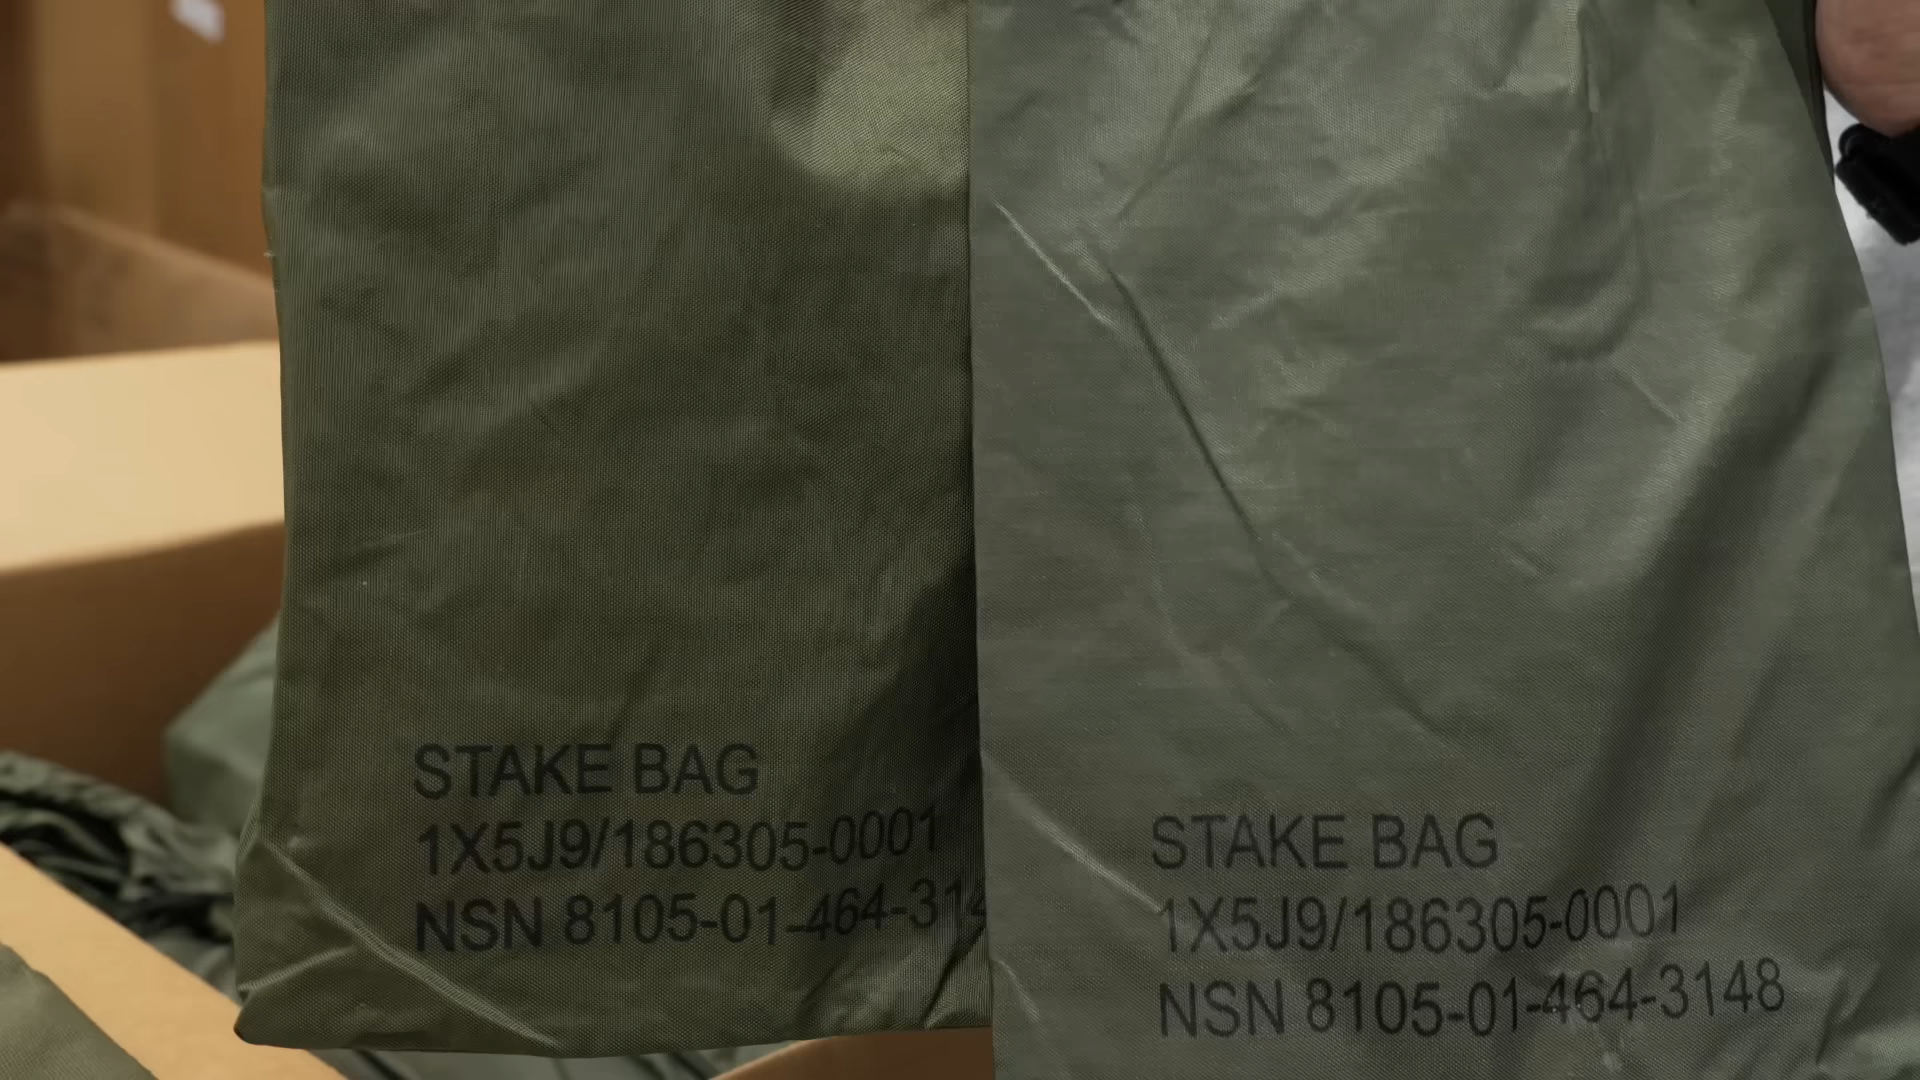 STAKE BAG
1X5J9/186305-0001
NSN 8105-01-464-314
STAKE BAG
1X5J9/186305-0001
NSN 8105-01-464-3148